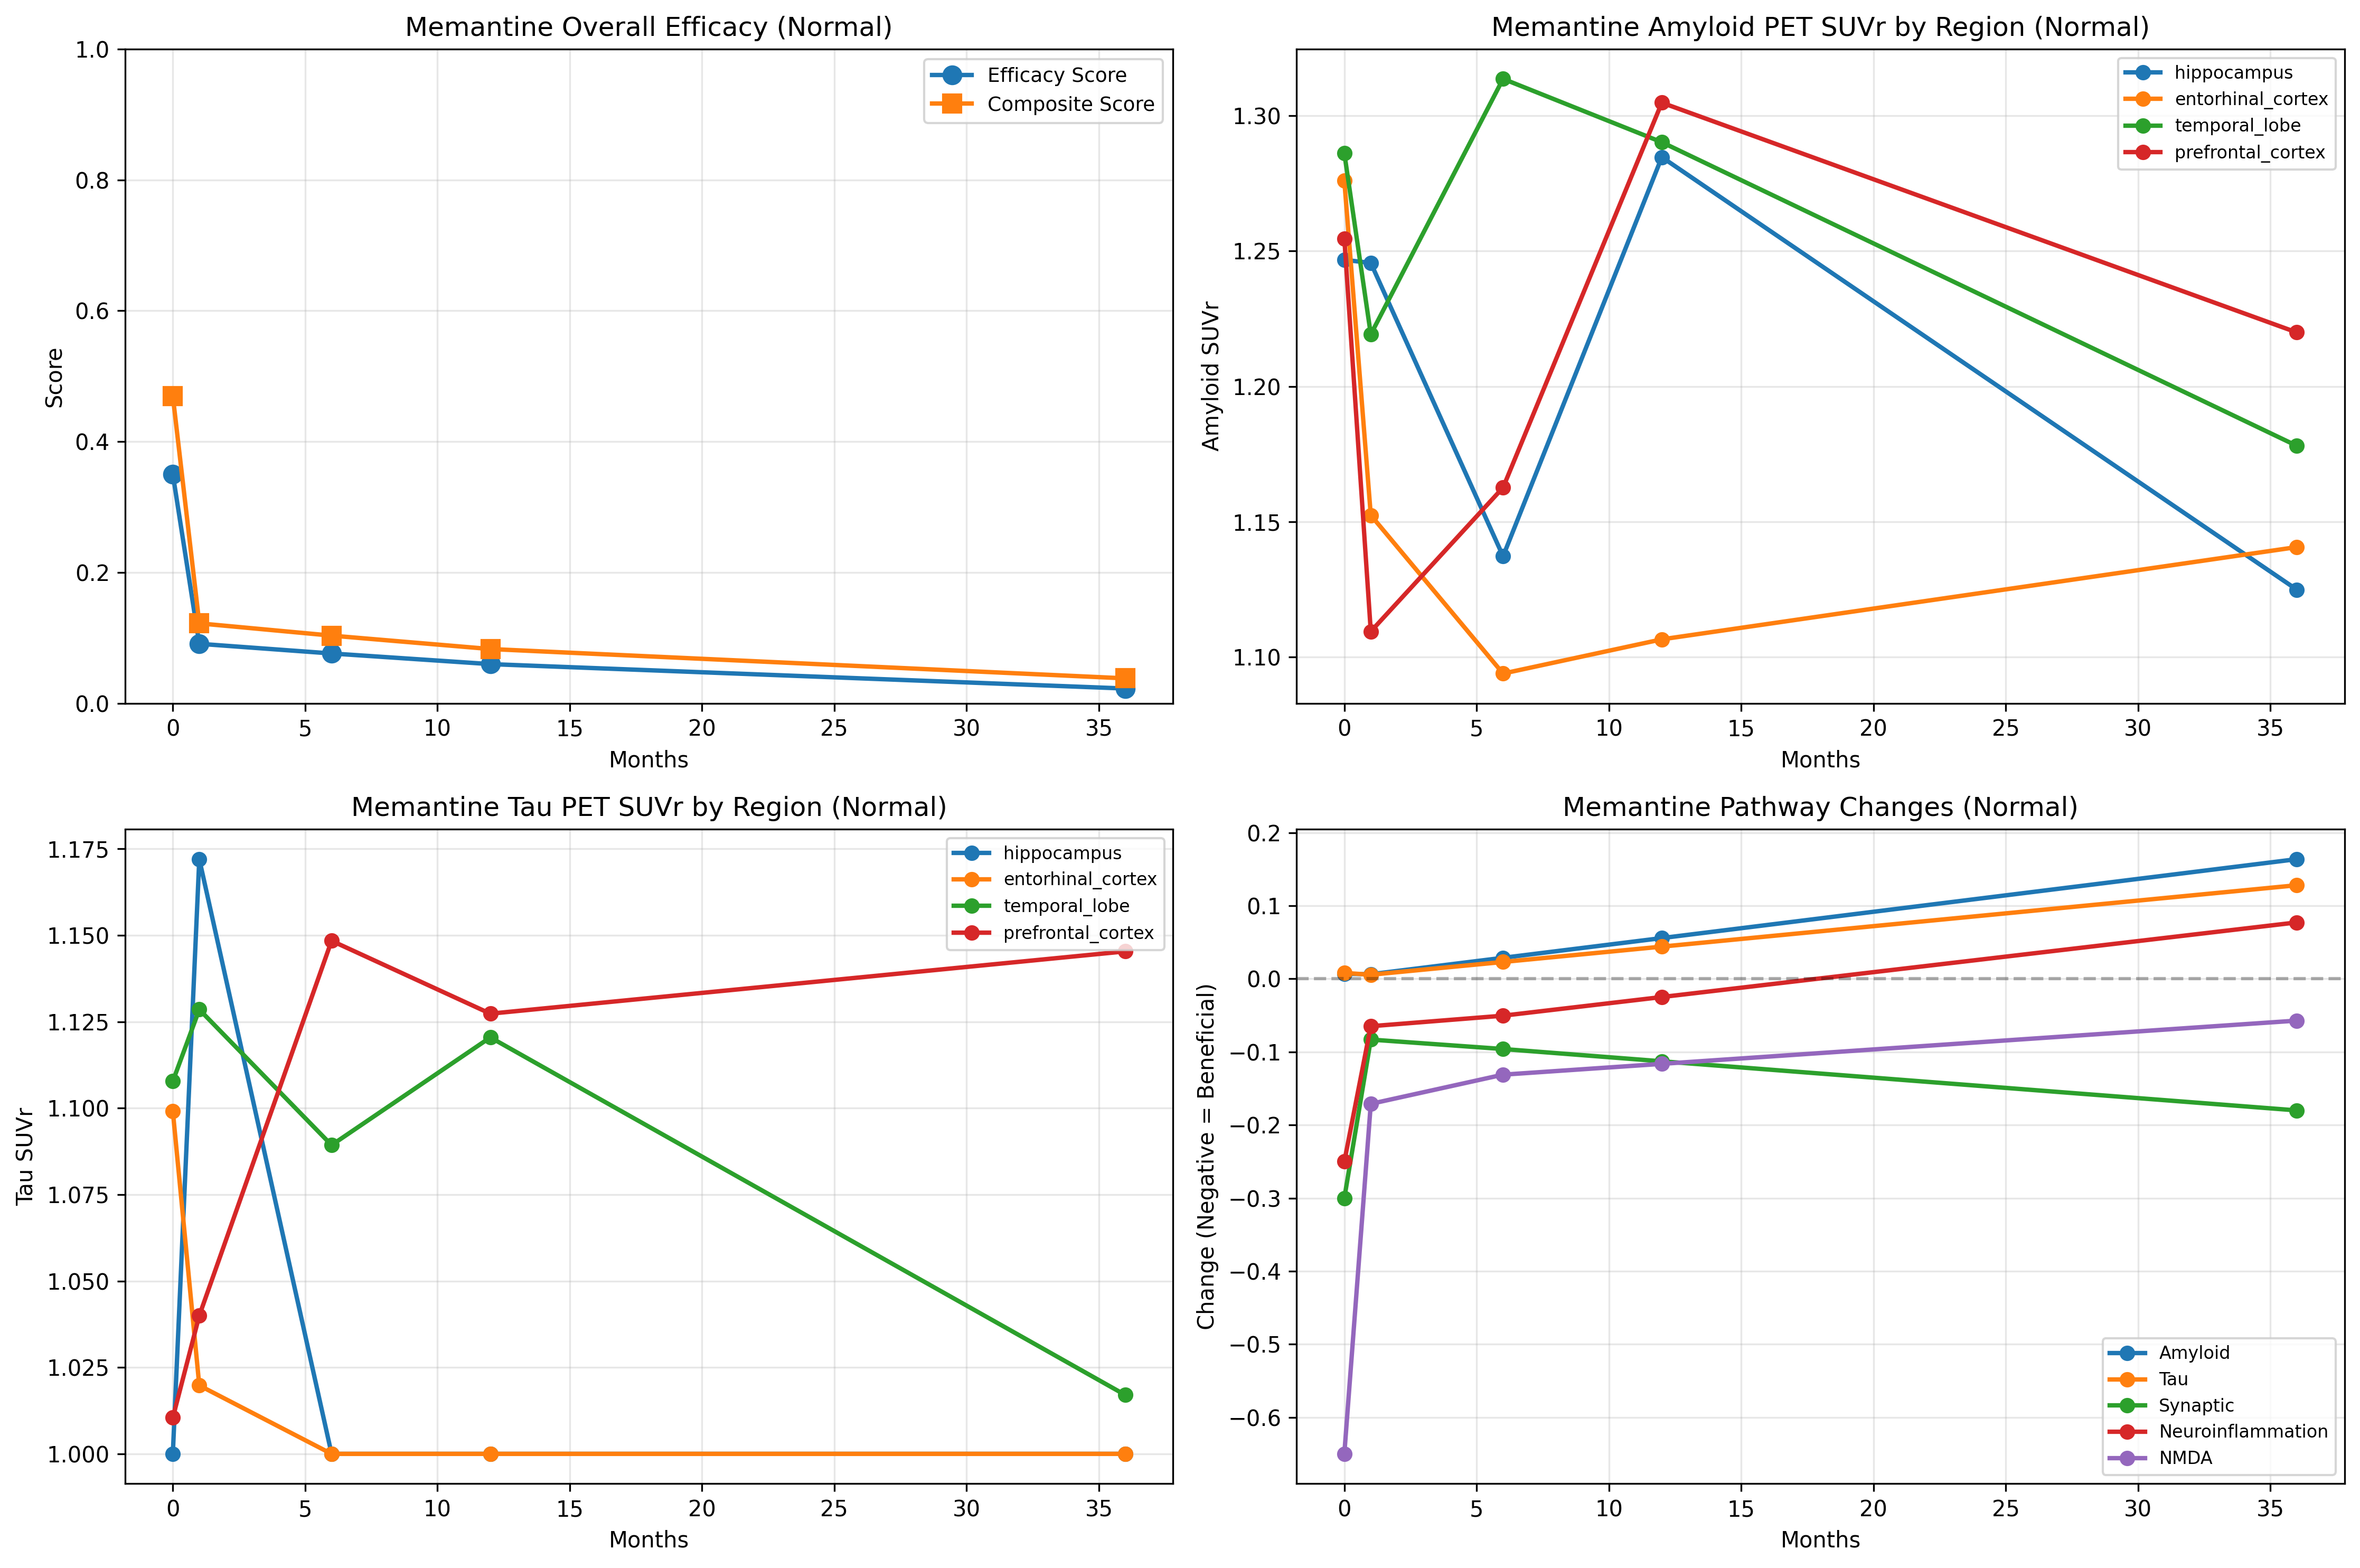 Memantine Overall Efficacy (Normal)
1.0
0.8
0.6
0.4
0.2
0.0
Score
Efficacy Score
Composite Score
0 5 10 15 20 25 30 35
Months
Memantine Amyloid PET SUVr by Region (Normal)
1.30
1.25
1.20
1.15
1.10
Amyloid SUVr
hippocampus
entorhinal_cortex
temporal_lobe
prefrontal_cortex
0 5 10 15 20 25 30 35
Months
Memantine Tau PET SUVr by Region (Normal)
1.175
1.150
1.125
1.100
1.075
1.050
1.025
1.000
Tau SUVr
hippocampus
entorhinal_cortex
temporal_lobe
prefrontal_cortex
0 5 10 15 20 25 30 35
Months
Memantine Pathway Changes (Normal)
0.2
0.1
0.0
−0.1
−0.2
−0.3
−0.4
−0.5
−0.6
Change (Negative = Beneficial)
Amyloid
Tau
Synaptic
Neuroinflammation
NMDA
0 5 10 15 20 25 30 35
Months